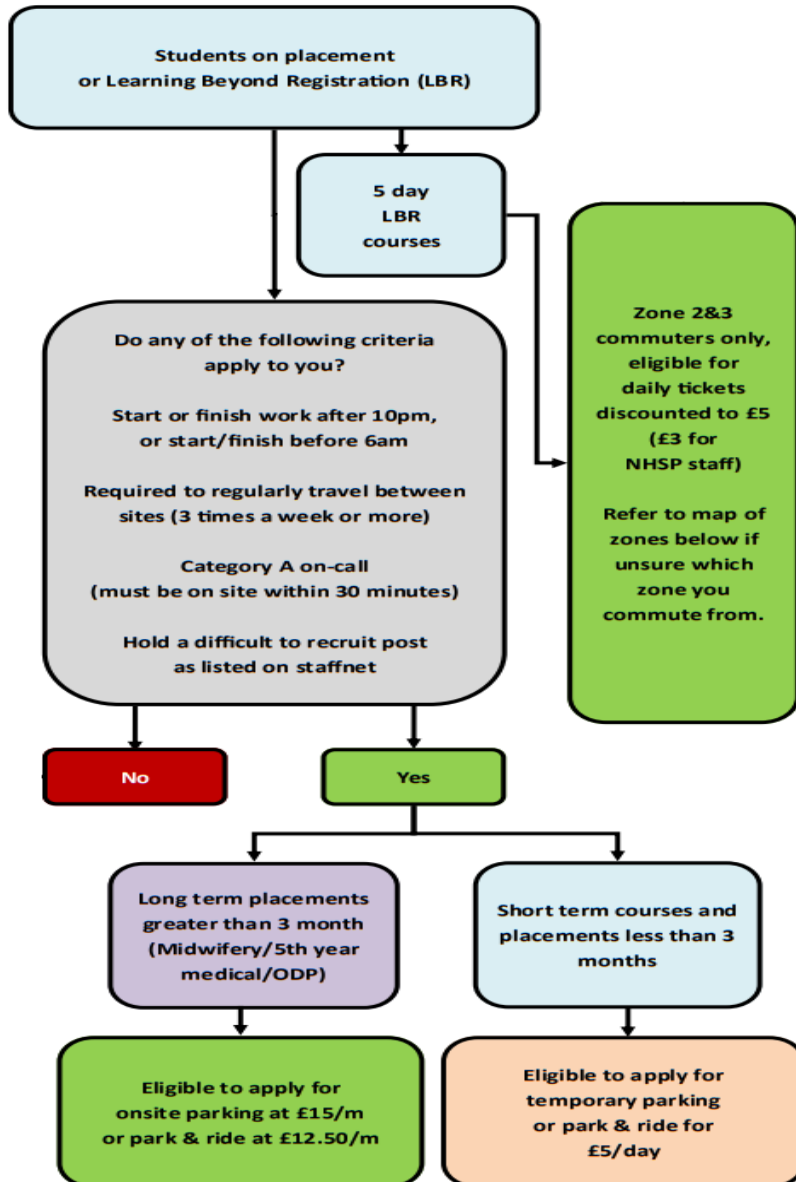 Students on placement
or Learning Beyond Registration (LBR)
5 day
LBR
courses
Zone 2&3
commuters only,
eligible for
daily tickets
discounted to £5
(£3 for
NHSP staff)
Refer to map of
zones below if
unsure which
zone you
commute from.
Do any of the following criteria
apply to you?
Start or finish work after 10pm,
or start/finish before 6am
Required to regularly travel between
sites (3 times a week or more)
Category A on-call
(must be on site within 30 minutes)
Hold a difficult to recruit post
as listed on staffnet
No
Yes
Long term placements
greater than 3 month
(Midwifery/5th year
medical/ODP)
Short term courses and
placements less than 3
months
Eligible to apply for
onsite parking at £15/m
or park & ride at £12.50/m
Eligible to apply for
temporary parking
or park & ride for
£5/day